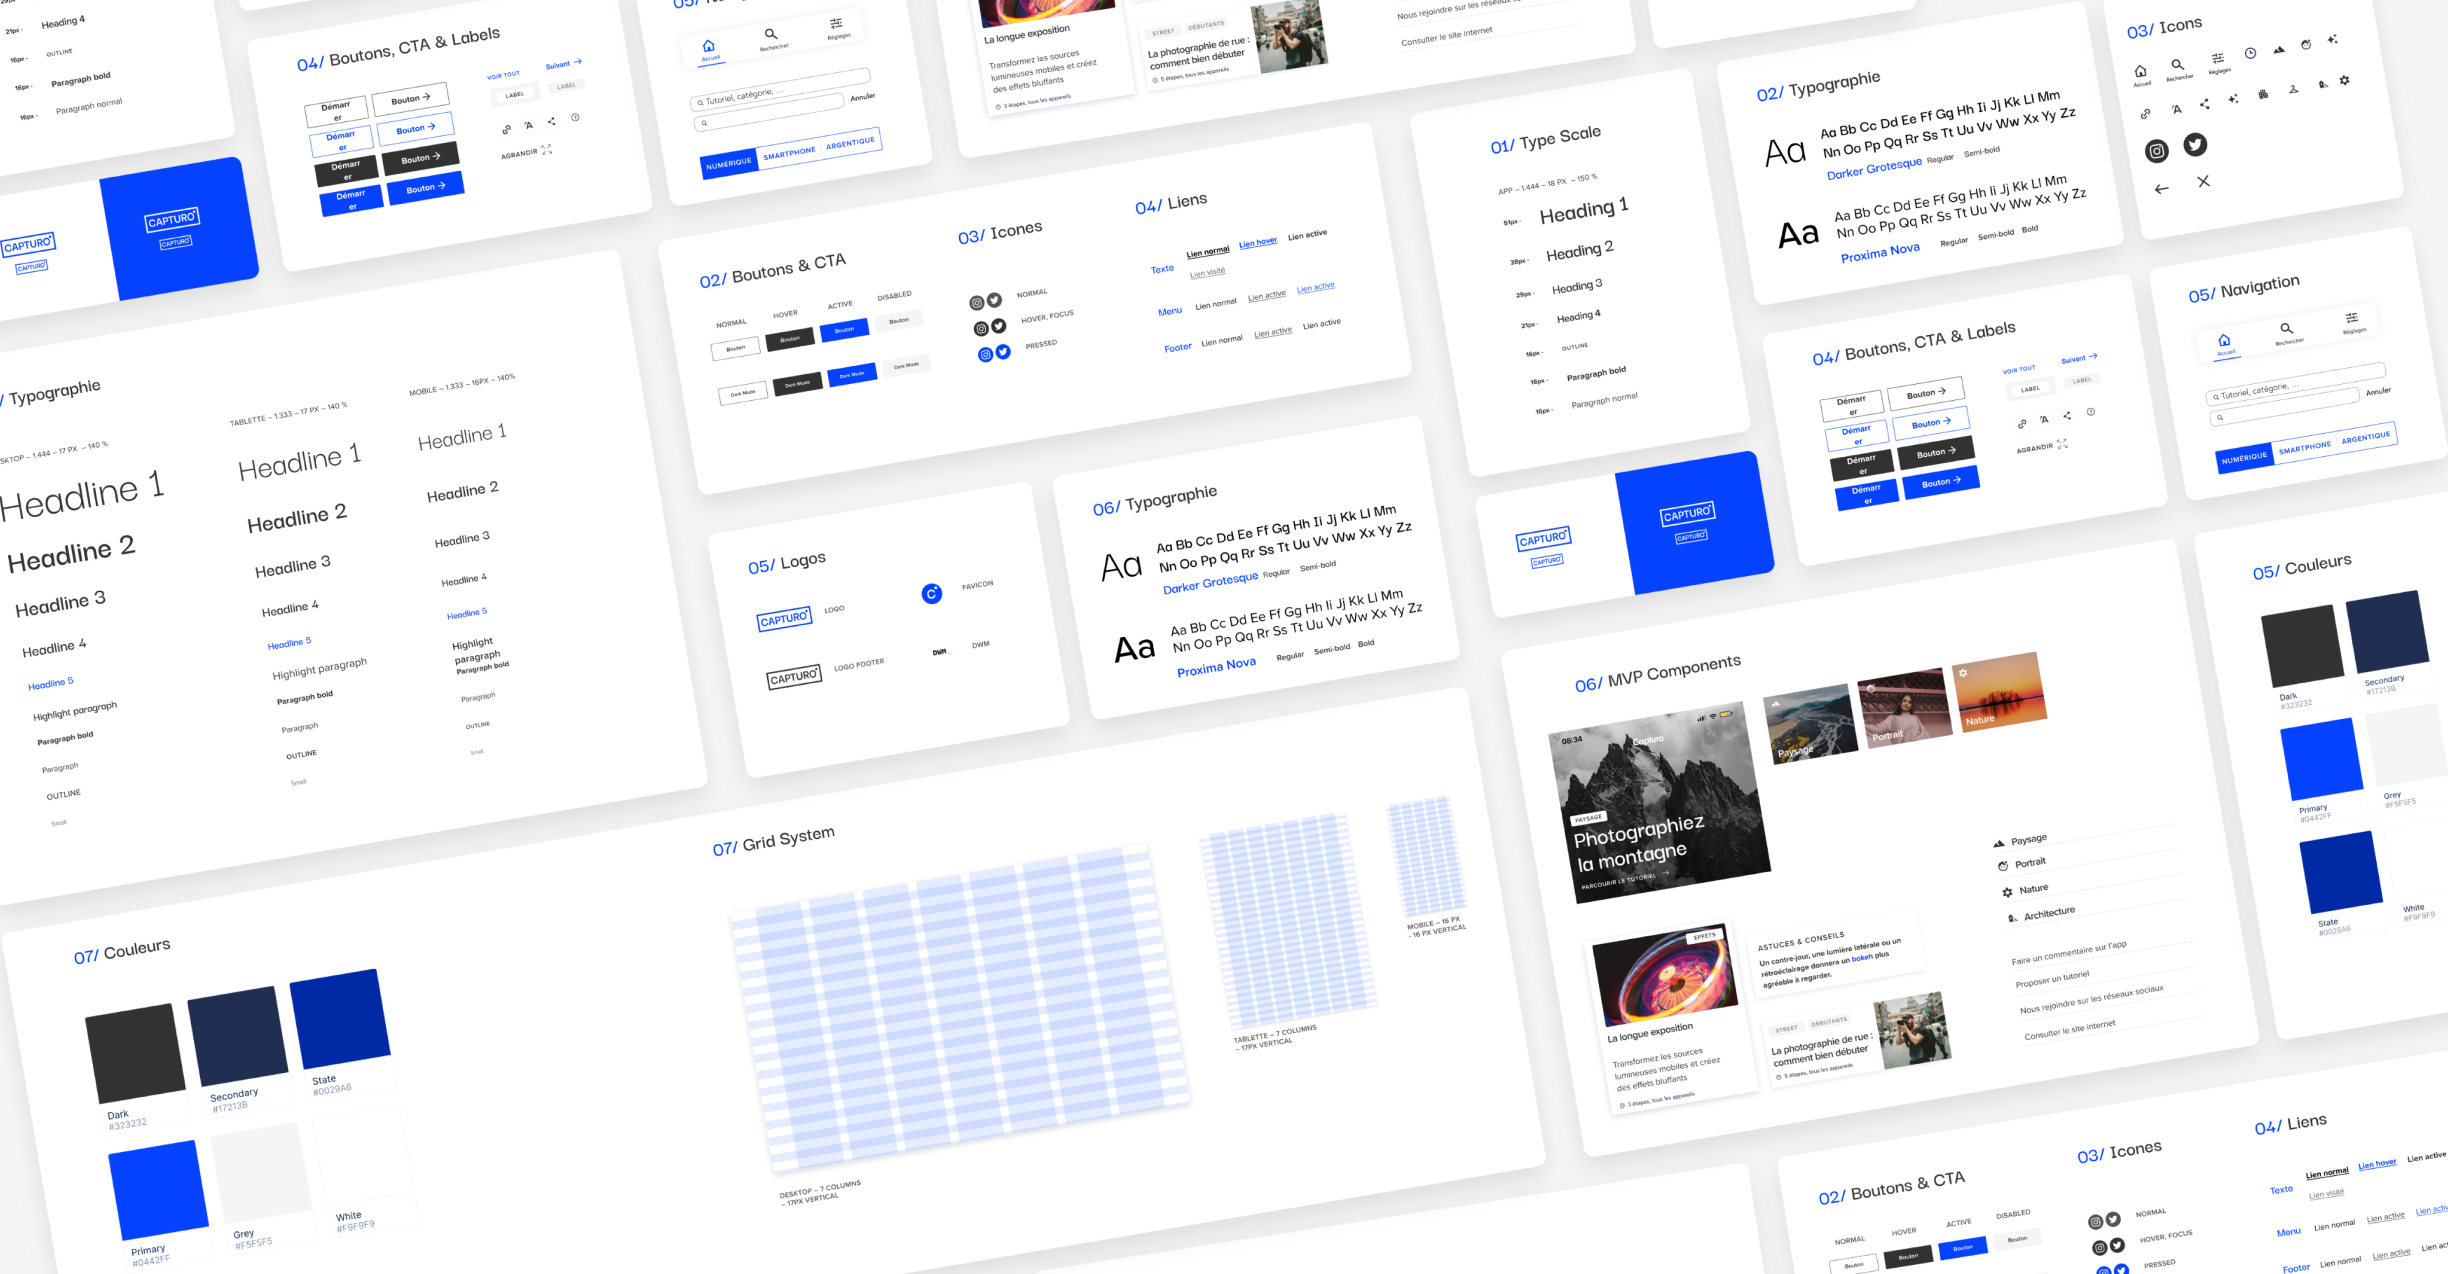 21px - Heading 4
16px - OUTLINE
16px - Paragraph bold
16px - Paragraph normal
CAPTURO
CAPTURO
CAPTURO
CAPTURO
04/ Boutons, CTA & Labels
Démarr
er
Bouton →
Démarr
er
Bouton →
Démarr
er
Bouton →
Démarr
er
Bouton →
VOIR TOUT
Suivant →
LABEL
LABEL
AGRANDIR
Accueil
Rechercher
Réglages
Tutoriel, catégorie, ...
Annuler
NUMÉRIQUE
SMARTPHONE
ARGENTIQUE
La longue exposition
Transformez les sources
lumineuses mobiles et créez
des effets bluffants
3 étapes, tous les appareils
STREET
DÉBUTANTS
La photographie de rue :
comment bien débuter
5 étapes, tous les appareils
Consulter le site internet
Typographie
DESKTOP – 1.444 – 17 PX – 140 %
Headline 1
Headline 2
Headline 3
Headline 4
Headline 5
Highlight paragraph
Paragraph bold
Paragraph
OUTLINE
Small
TABLETTE – 1.333 – 17 PX – 140 %
Headline 1
Headline 2
Headline 3
Headline 4
Headline 5
Highlight paragraph
Paragraph bold
Paragraph
OUTLINE
Small
MOBILE – 1.333 – 16PX – 140%
Headline 1
Headline 2
Headline 3
Headline 4
Headline 5
Highlight
paragraph
Paragraph bold
Paragraph
OUTLINE
Small
02/ Boutons & CTA
NORMAL
HOVER
ACTIVE
DISABLED
Bouton
Bouton
Bouton
Bouton
Dark Mode
Dark Mode
Dark Mode
Dark Mode
03/ Icones
NORMAL
HOVER, FOCUS
PRESSED
04/ Liens
Texte
Lien normal
Lien hover
Lien active
Lien visité
Menu
Lien normal
Lien active
Lien active
Footer
Lien normal
Lien active
Lien active
01/ Type Scale
APP – 1.444 – 18 PX – 150 %
51px - Heading 1
38px - Heading 2
29px - Heading 3
21px - Heading 4
16px - OUTLINE
16px - Paragraph bold
16px - Paragraph normal
02/ Typographie
Aa
Aa Bb Cc Dd Ee Ff Gg Hh Ii Jj Kk Ll Mm
Nn Oo Pp Qq Rr Ss Tt Uu Vv Ww Xx Yy Zz
Darker Grotesque Regular Semi-bold
Aa
Aa Bb Cc Dd Ee Ff Gg Hh Ii Jj Kk Ll Mm
Nn Oo Pp Qq Rr Ss Tt Uu Vv Ww Xx Yy Zz
Proxima Nova Regular Semi-bold Bold
03/ Icons
Accueil
Rechercher
Réglages
05/ Logos
CAPTURO
LOGO
C
FAVICON
CAPTURO
LOGO FOOTER
DWM_
DWM
06/ Typographie
Aa
Aa Bb Cc Dd Ee Ff Gg Hh Ii Jj Kk Ll Mm
Nn Oo Pp Qq Rr Ss Tt Uu Vv Ww Xx Yy Zz
Darker Grotesque Regular Semi-bold
Aa
Aa Bb Cc Dd Ee Ff Gg Hh Ii Jj Kk Ll Mm
Nn Oo Pp Qq Rr Ss Tt Uu Vv Ww Xx Yy Zz
Proxima Nova Regular Semi-bold Bold
CAPTURO
CAPTURO
CAPTURO
CAPTURO
04/ Boutons, CTA & Labels
Démarr
er
Bouton →
Démarr
er
Bouton →
Démarr
er
Bouton →
Démarr
er
Bouton →
VOIR TOUT
Suivant →
LABEL
LABEL
AGRANDIR
05/ Navigation
Accueil
Rechercher
Réglages
Tutoriel, catégorie, ...
Annuler
NUMÉRIQUE
SMARTPHONE
ARGENTIQUE
07/ Couleurs
Dark
#323232
Secondary
#17213B
State
#0029A6
Primary
#0442FF
Grey
#F5F5F5
White
#F9F9F9
07/ Grid System
DESKTOP – 7 COLUMNS
– 17PX VERTICAL
TABLETTE – 7 COLUMNS
– 17PX VERTICAL
MOBILE – 16 PX
- 16 PX VERTICAL
06/ MVP Components
08:34
Capturo
PAYSAGE
Photographiez
la montagne
PARCOURIR LE TUTORIEL →
Paysage
Portrait
Nature
Paysage
Portrait
Nature
Architecture
EFFETS
La longue exposition
Transformez les sources
lumineuses mobiles et créez
des effets bluffants
3 étapes, tous les appareils
ASTUCES & CONSEILS
Un contre-jour, une lumière latérale ou un
rétroéclairage donnera un bokeh plus
agréable à regarder.
STREET
DÉBUTANTS
La photographie de rue :
comment bien débuter
5 étapes, tous les appareils
Faire un commentaire sur l'app
Proposer un tutoriel
Nous rejoindre sur les réseaux sociaux
Consulter le site internet
05/ Couleurs
Dark
#323232
Secondary
#17213B
Primary
#0442FF
Grey
#F5F5F5
State
#0029A6
White
#F9F9F9
02/ Boutons & CTA
NORMAL
HOVER
ACTIVE
DISABLED
Bouton
Bouton
Bouton
Bouton
03/ Icones
NORMAL
HOVER, FOCUS
PRESSED
04/ Liens
Texte
Lien normal
Lien hover
Lien active
Lien visité
Menu
Lien normal
Lien active
Footer
Lien normal
Lien active